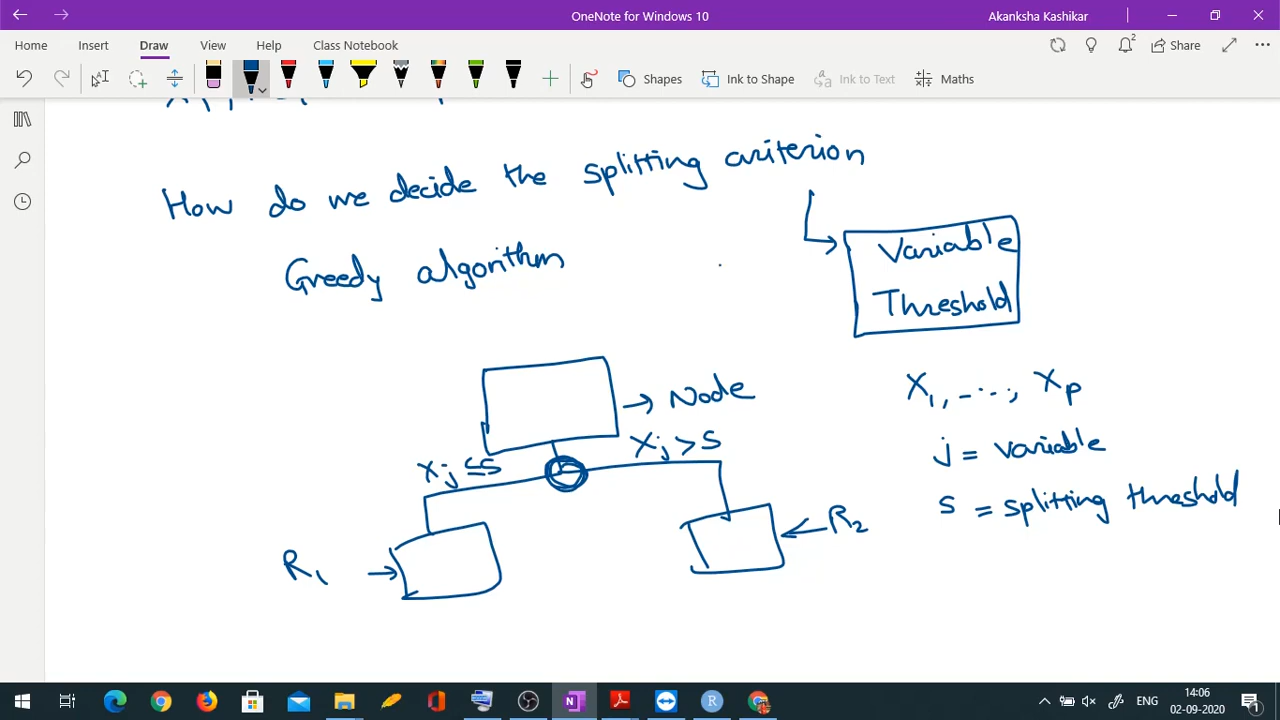 OneNote for Windows 10
Akanksha Kashikar
Home Insert Draw View Help Class Notebook
Share
Shapes Ink to Shape Ink to Text Maths
How do we decide the splitting criterion
Greedy algorithm
Variable
Threshold
→ Node
X1, ....., Xp
Xj ≤ S
Xj > S
j = variable
s = splitting threshold
R1 →
← R2
ENG
14:06
02-09-2020
1